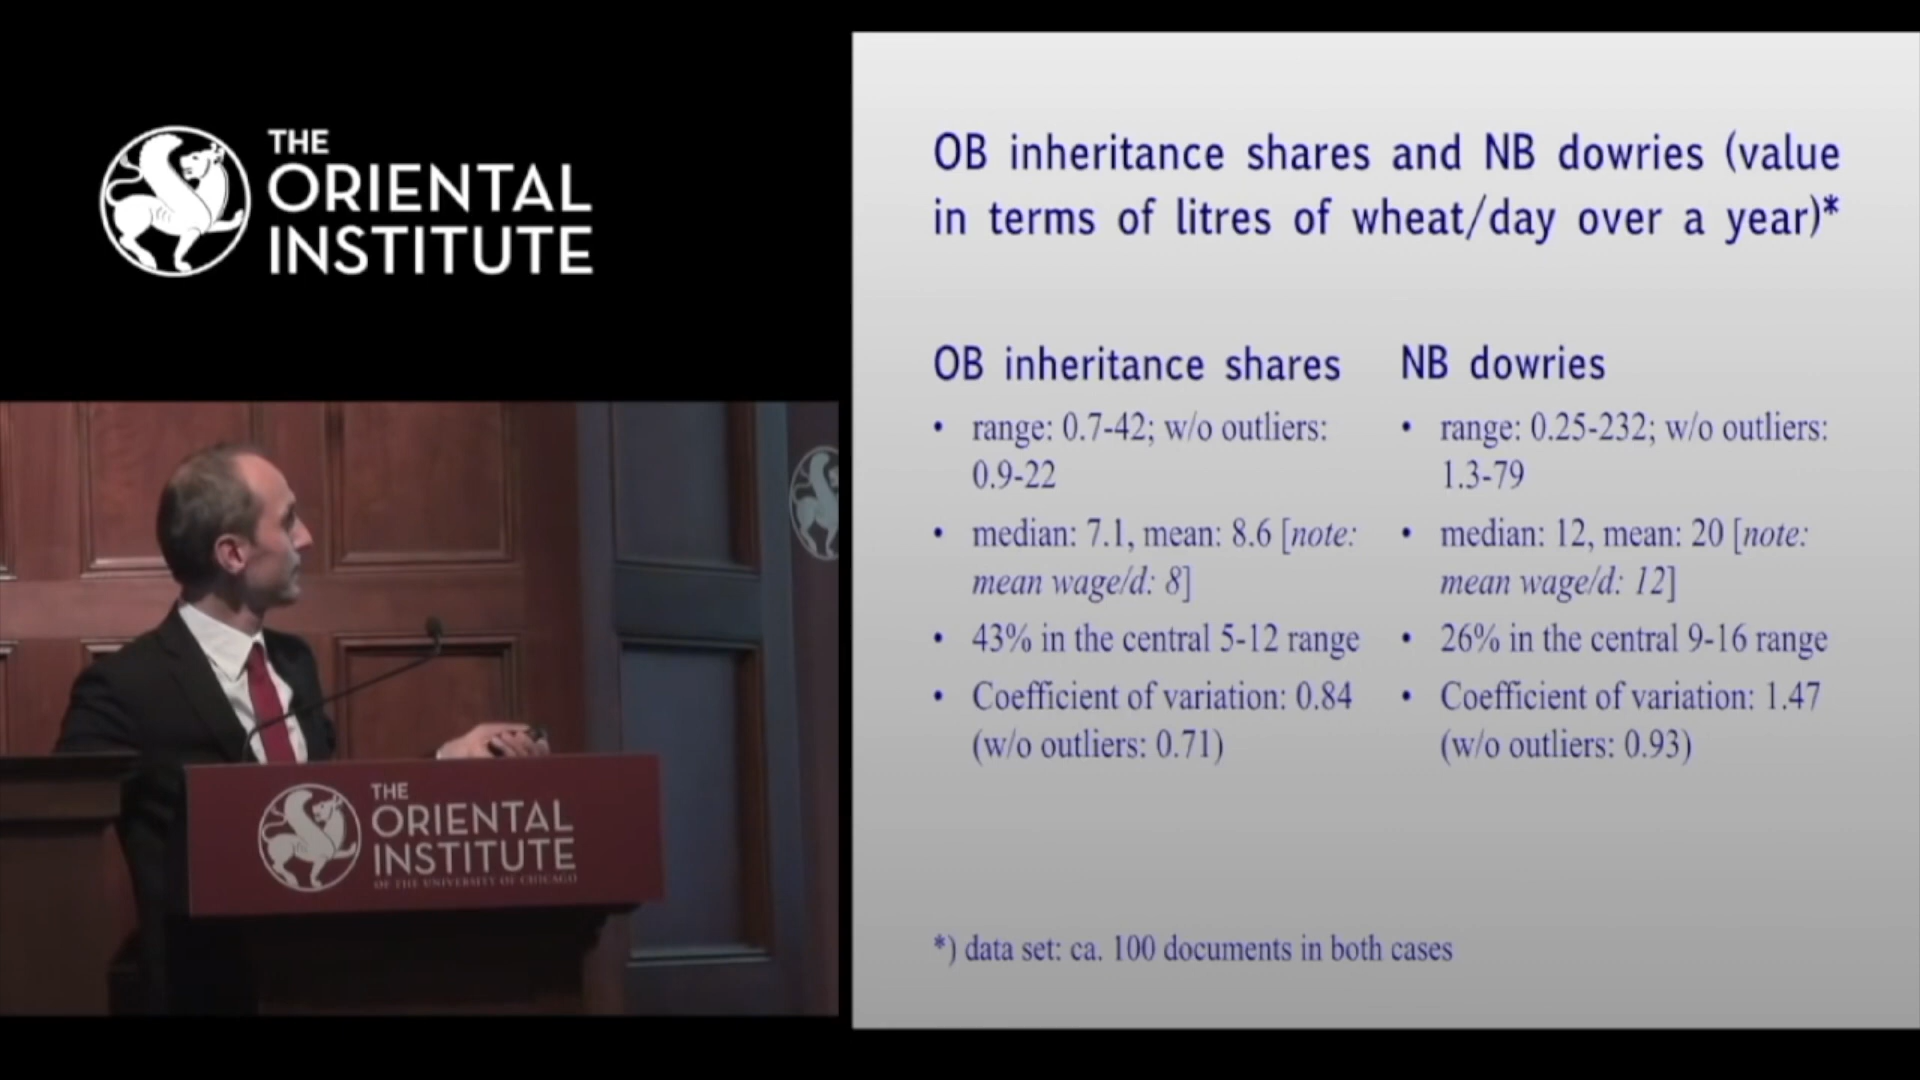 THE
ORIENTAL
INSTITUTE
OB inheritance shares and NB dowries (value
in terms of litres of wheat/day over a year)*
OB inheritance shares
• range: 0.7-42; w/o outliers:
0.9-22
• median: 7.1, mean: 8.6 [note:
mean wage/d: 8]
• 43% in the central 5-12 range
• Coefficient of variation: 0.84
(w/o outliers: 0.71)
NB dowries
• range: 0.25-232; w/o outliers:
1.3-79
• median: 12, mean: 20 [note:
mean wage/d: 12]
• 26% in the central 9-16 range
• Coefficient of variation: 1.47
(w/o outliers: 0.93)
*) data set: ca. 100 documents in both cases
THE
ORIENTAL
INSTITUTE
OF THE UNIVERSITY OF CHICAGO